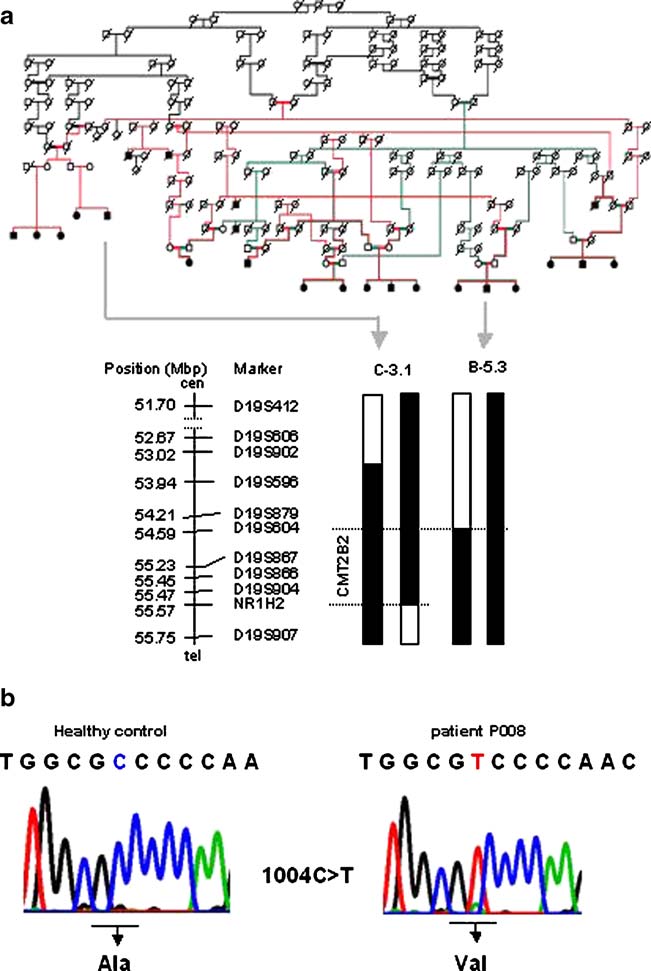 a
C-3.1
B-5.3
Position (Mbp)
Marker
cen
51.70 D19S412
52.67 D19S606
53.02 D19S902
53.94 D19S596
54.21 D19S879
54.59 D19S604
55.23 D19S867
55.45 D19S866
55.47 D19S904
55.57 NR1H2
55.75 D19S907
tel
CMT2B2
b
Healthy control
patient P008
T G G C G C C C C C A A
T G G C G T C C C C A A C
1004C>T
Ala
Val